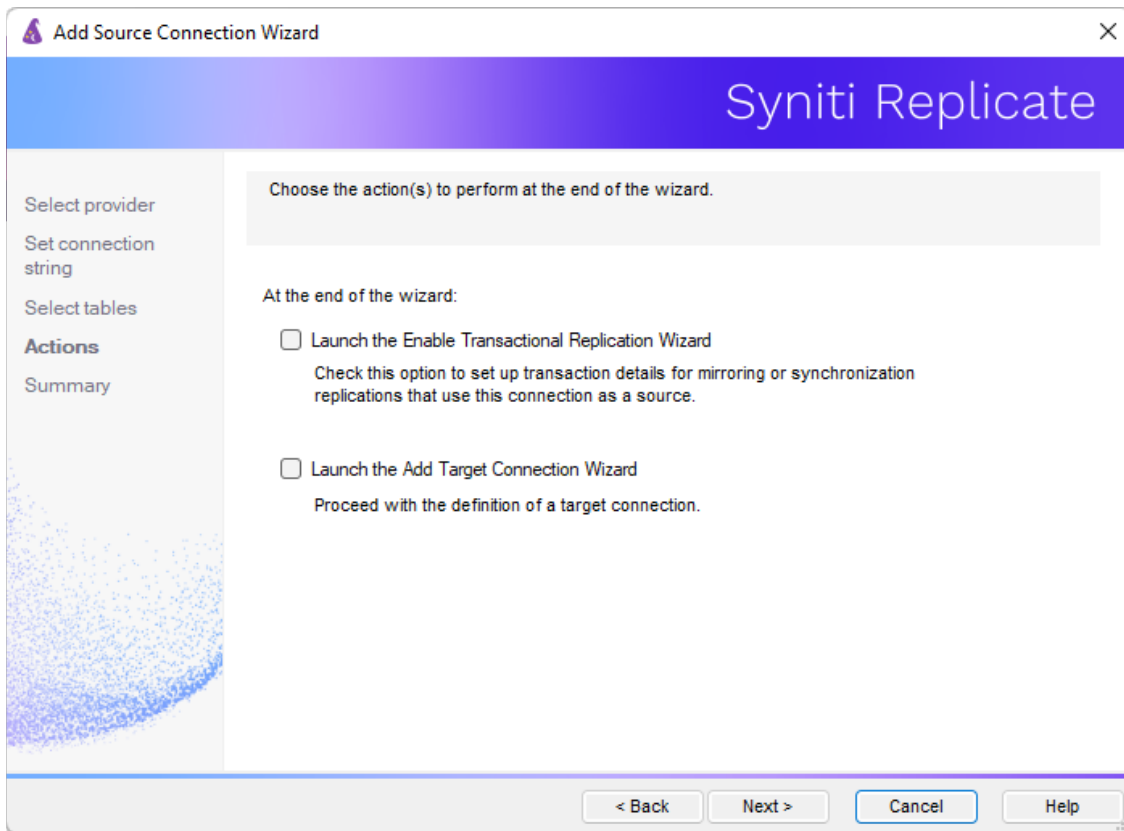 Add Source Connection Wizard
Syniti Replicate
Select provider
Set connection
string
Select tables
Actions
Summary
Choose the action(s) to perform at the end of the wizard.
At the end of the wizard:
Launch the Enable Transactional Replication Wizard
Check this option to set up transaction details for mirroring or synchronization
replications that use this connection as a source.
Launch the Add Target Connection Wizard
Proceed with the definition of a target connection.
< Back
Next >
Cancel
Help